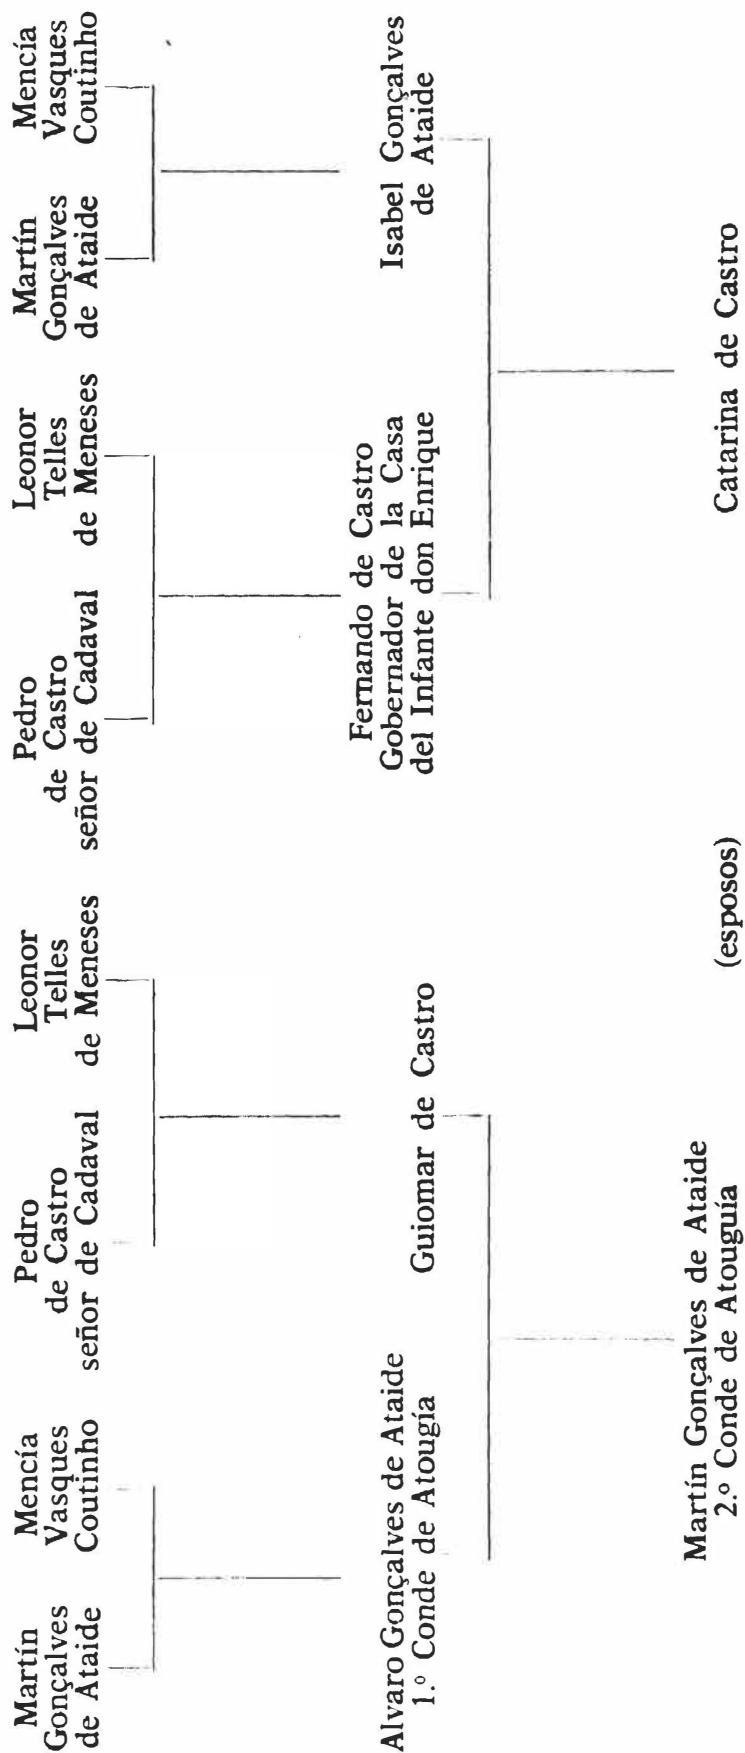 Martín
Gonçalves
de Ataide
Mencía
Vasques
Coutinho
Pedro
de Castro
señor de Cadaval
Leonor
Telles
de Meneses
Pedro
de Castro
señor de Cadaval
Leonor
Telles
de Meneses
Martín
Gonçalves
de Ataide
Mencía
Vasques
Coutinho
Alvaro Gonçalves de Ataide
1.º Conde de Atougía
Guiomar de Castro
Fernando de Castro
Gobernador de la Casa
del Infante don Enrique
Isabel Gonçalves
de Ataide
Martín Gonçalves de Ataide
2.º Conde de Atouguía
(esposos)
Catarina de Castro